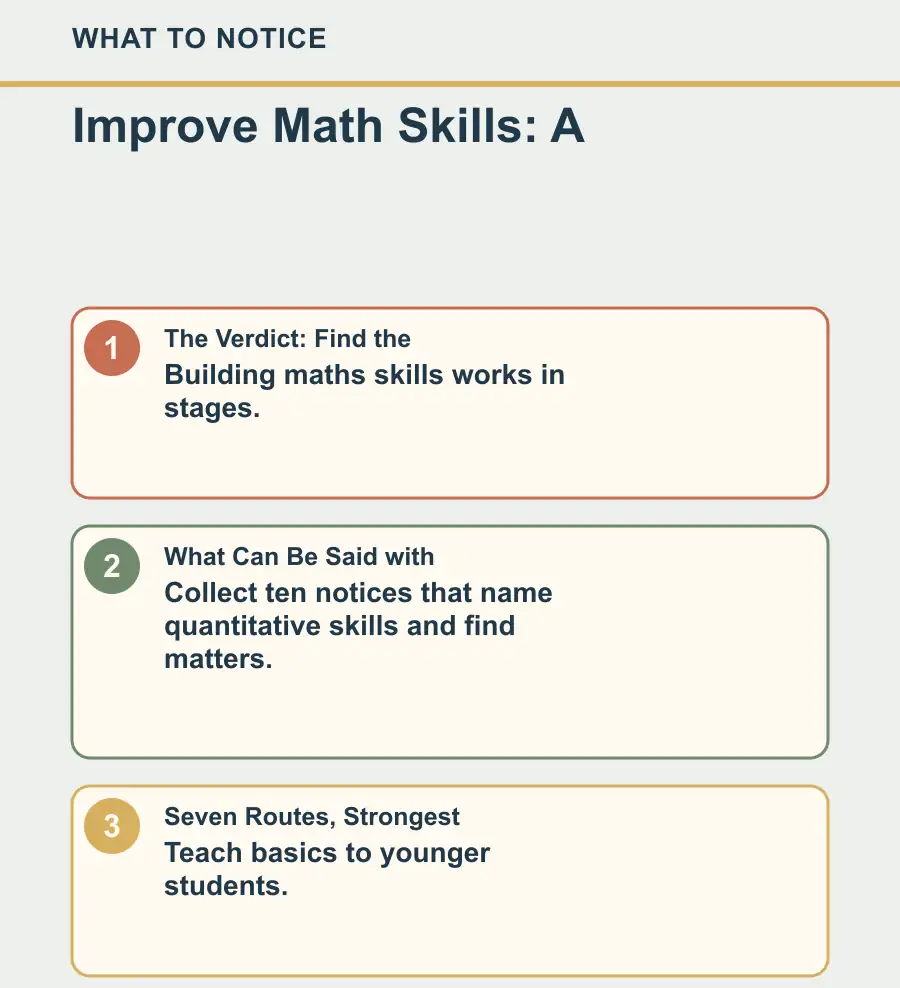 WHAT TO NOTICE
Improve Math Skills: A
1
The Verdict: Find the
Building maths skills works in
stages.
2
What Can Be Said with
Collect ten notices that name
quantitative skills and find
matters.
3
Seven Routes, Strongest
Teach basics to younger
students.